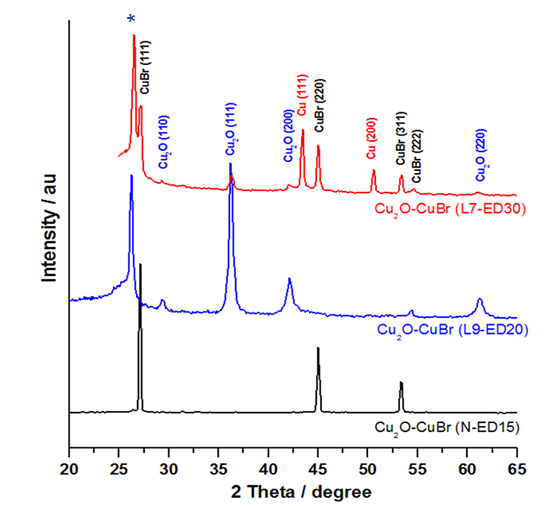 *
CuBr (111)
Cu₂O (110)
Cu₂O (111)
Cu₂O (200)
Cu (111)
CuBr (220)
Cu (200)
CuBr (311)
CuBr (222)
Cu₂O (220)
Cu₂O-CuBr (L7-ED30)
Cu₂O-CuBr (L9-ED20)
Cu₂O-CuBr (N-ED15)
Intensity / au
20 25 30 35 40 45 50 55 60 65
2 Theta / degree